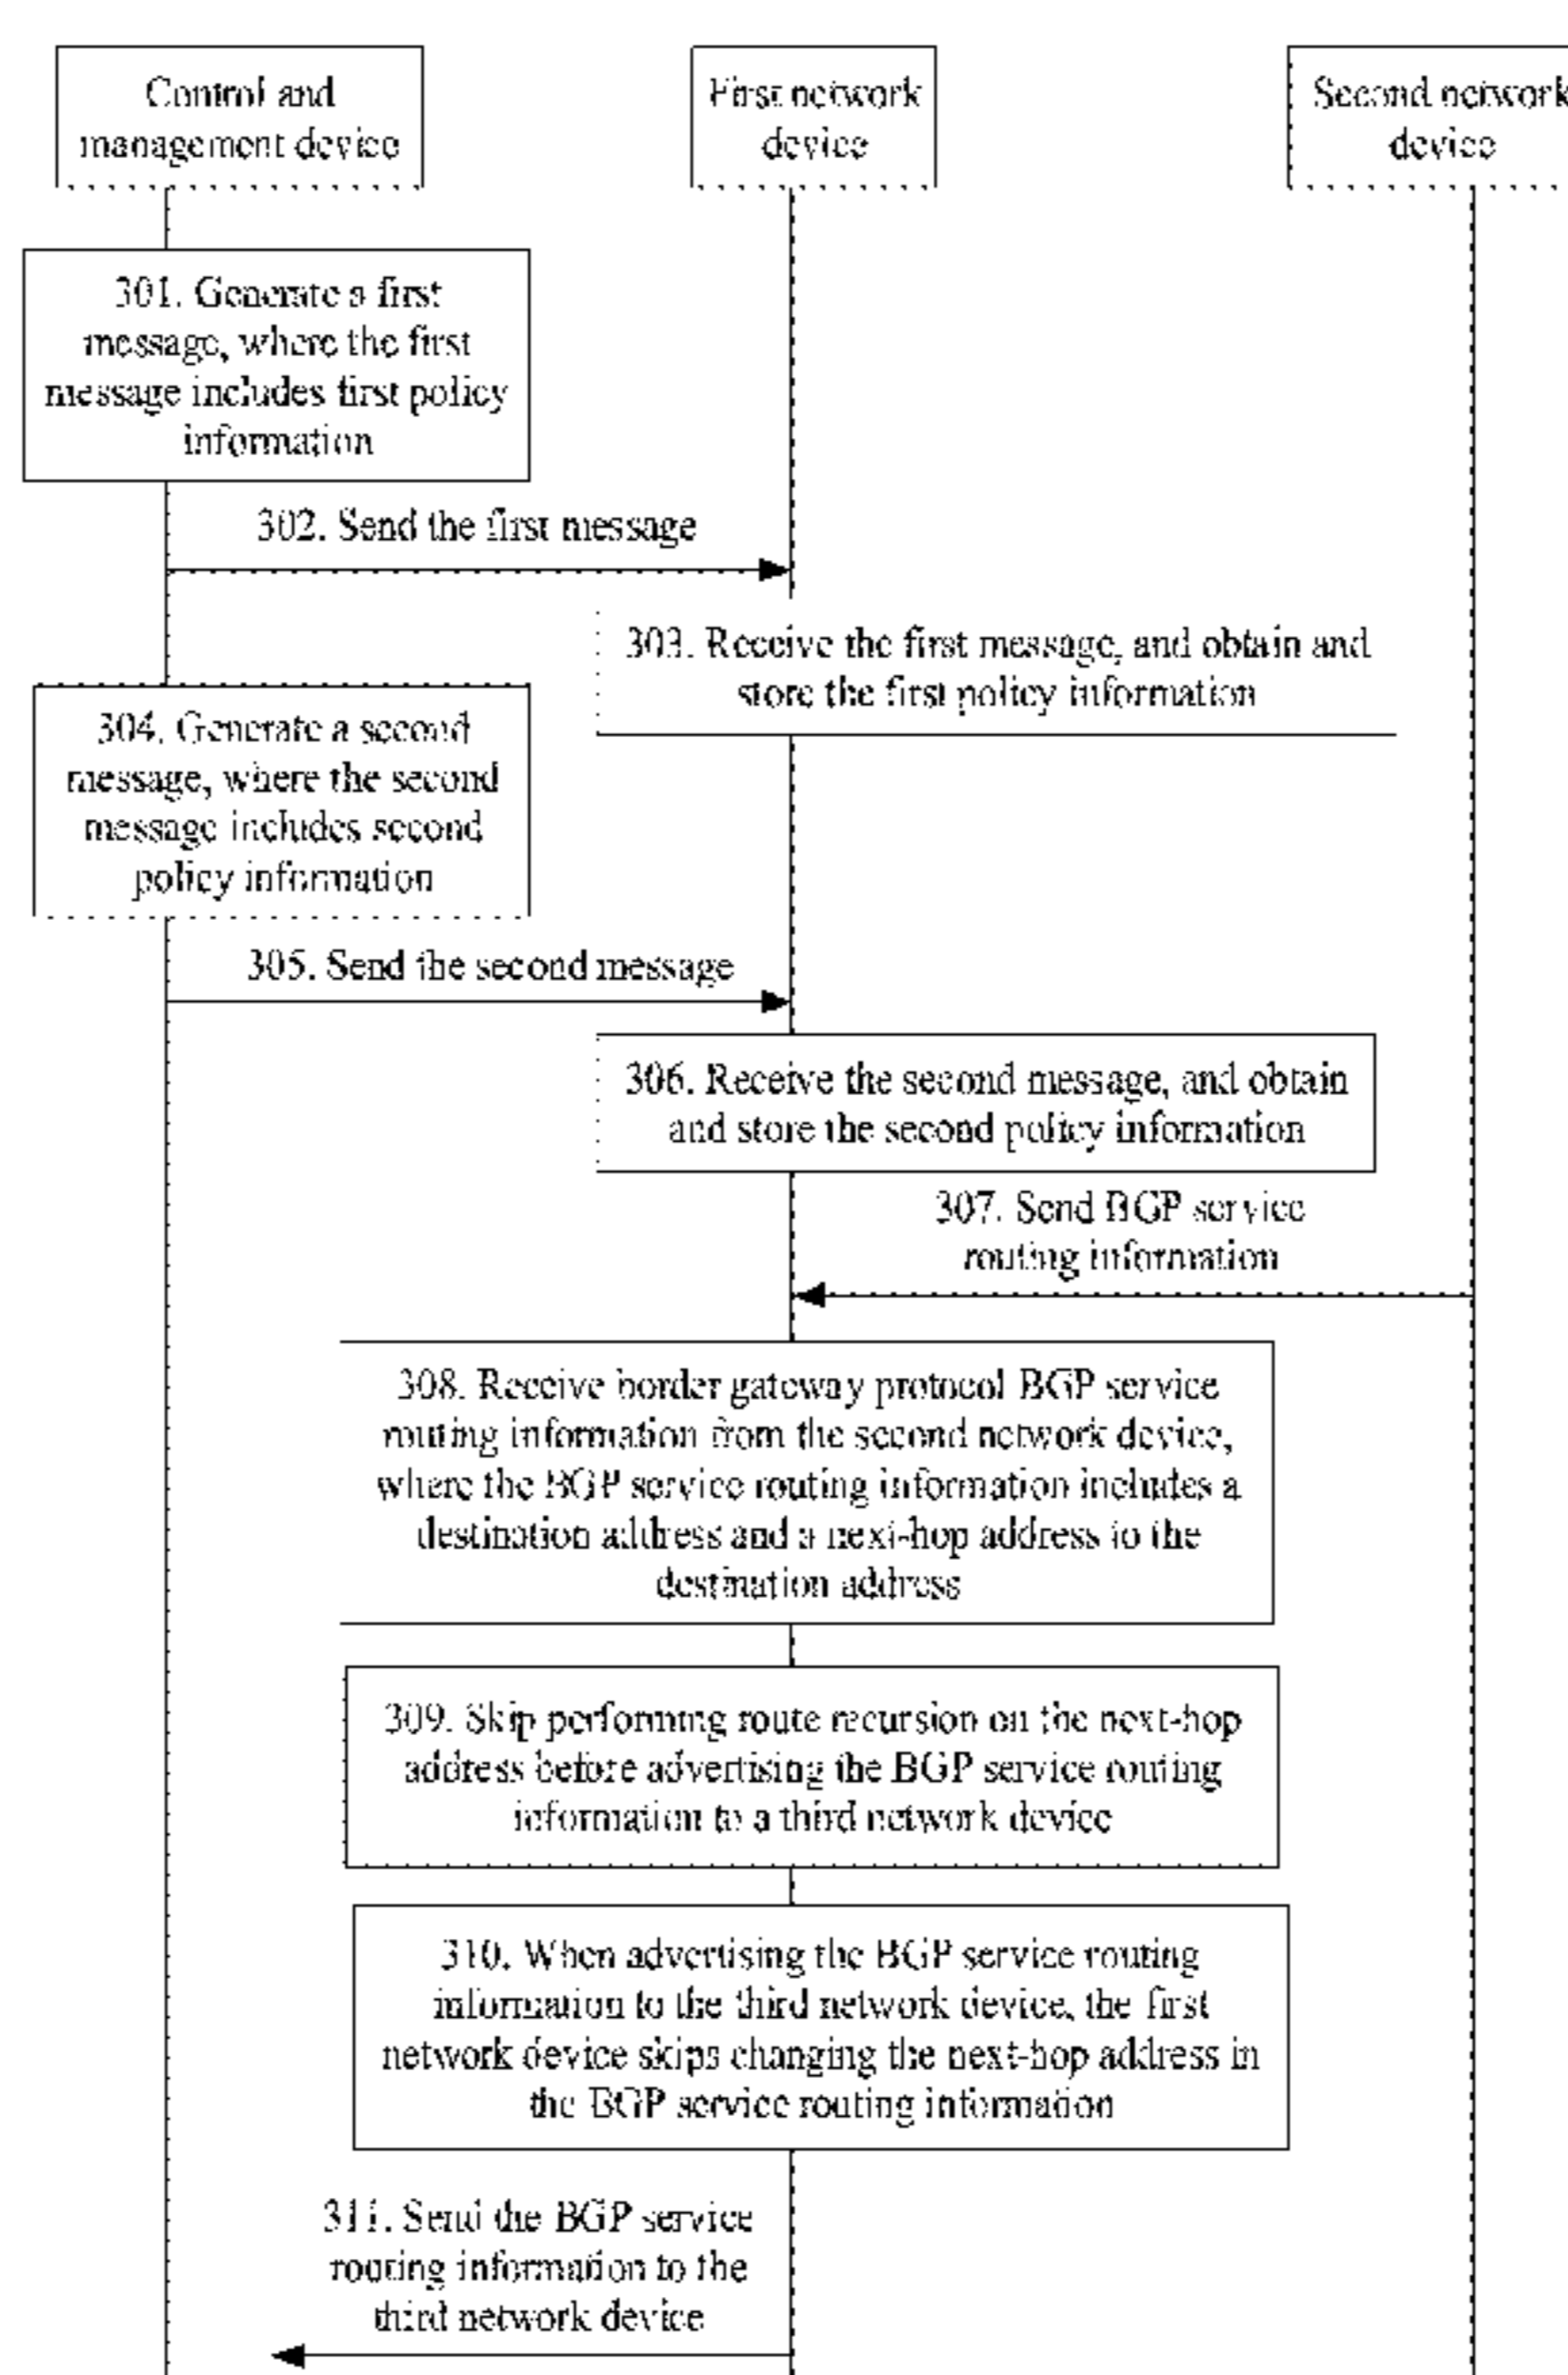 Control and
management device
First network
device
Second network
device
301. Generate a first
message, where the first
message includes first policy
information
302. Send the first message
303. Receive the first message, and obtain and
store the first policy information
304. Generate a second
message, where the second
message includes second
policy information
305. Send the second message
306. Receive the second message, and obtain
and store the second policy information
307. Send BGP service
routing information
308. Receive border gateway protocol BGP service
routing information from the second network device,
where the BGP service routing information includes a
destination address and a next-hop address to the
destination address
309. Skip performing route recursion on the next-hop
address before advertising the BGP service routing
information to a third network device
310. When advertising the BGP service routing
information to the third network device, the first
network device skips changing the next-hop address in
the BGP service routing information
311. Send the BGP service
routing information to the
third network device